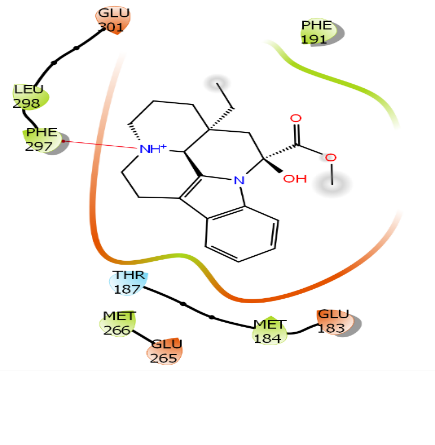 GLU
301
PHE
191
LEU
298
PHE
297
NH+
O
O
N
OH
THR
187
MET
266
GLU
265
MET
184
GLU
183